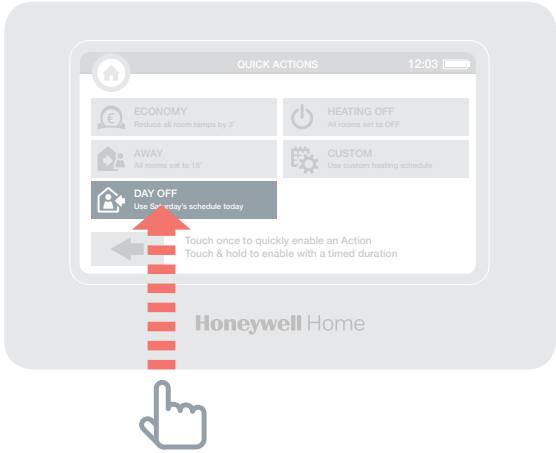 QUICK ACTIONS
12:03
ECONOMY
Reduce all room temps by 3°
HEATING OFF
All rooms set to OFF
AWAY
All rooms set to 15°
CUSTOM
Use custom heating schedule
DAY OFF
Use Saturday's schedule today
Touch once to quickly enable an Action
Touch & hold to enable with a timed duration
Honeywell Home